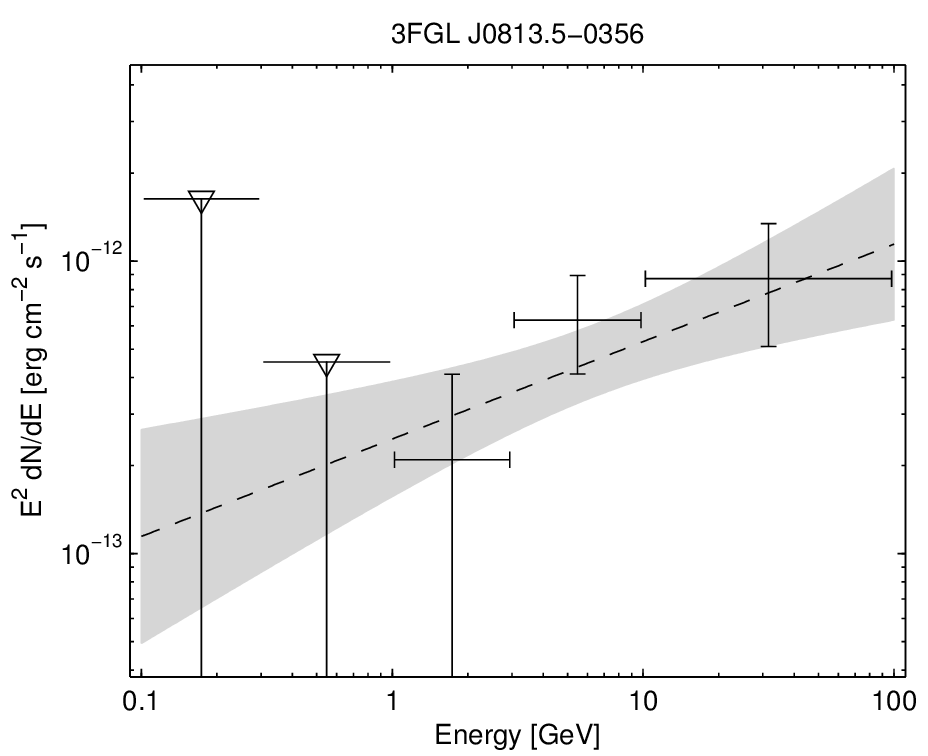 3FGL J0813.5−0356
E² dN/dE [erg cm⁻² s⁻¹]
10⁻¹²
10⁻¹³
0.1 1 10 100
Energy [GeV]